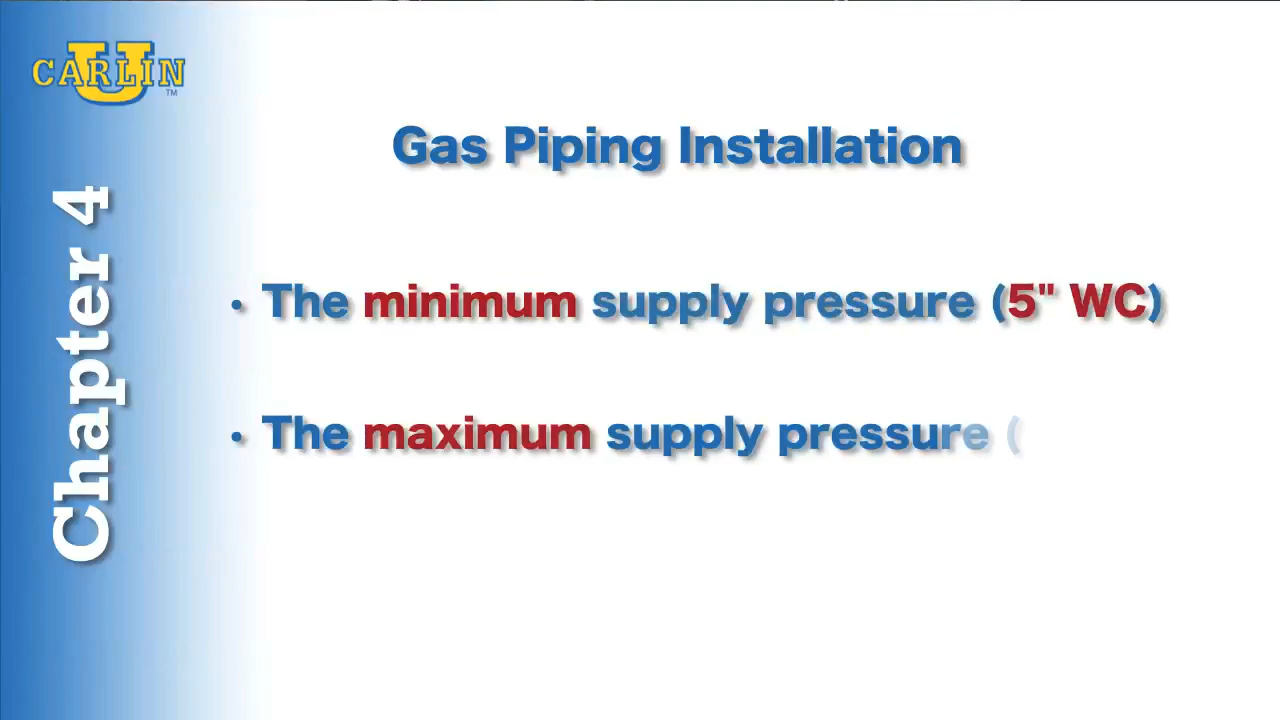 CARLIN U ™
Chapter 4
Gas Piping Installation
• The minimum supply pressure (5" WC)
• The maximum supply pressure (